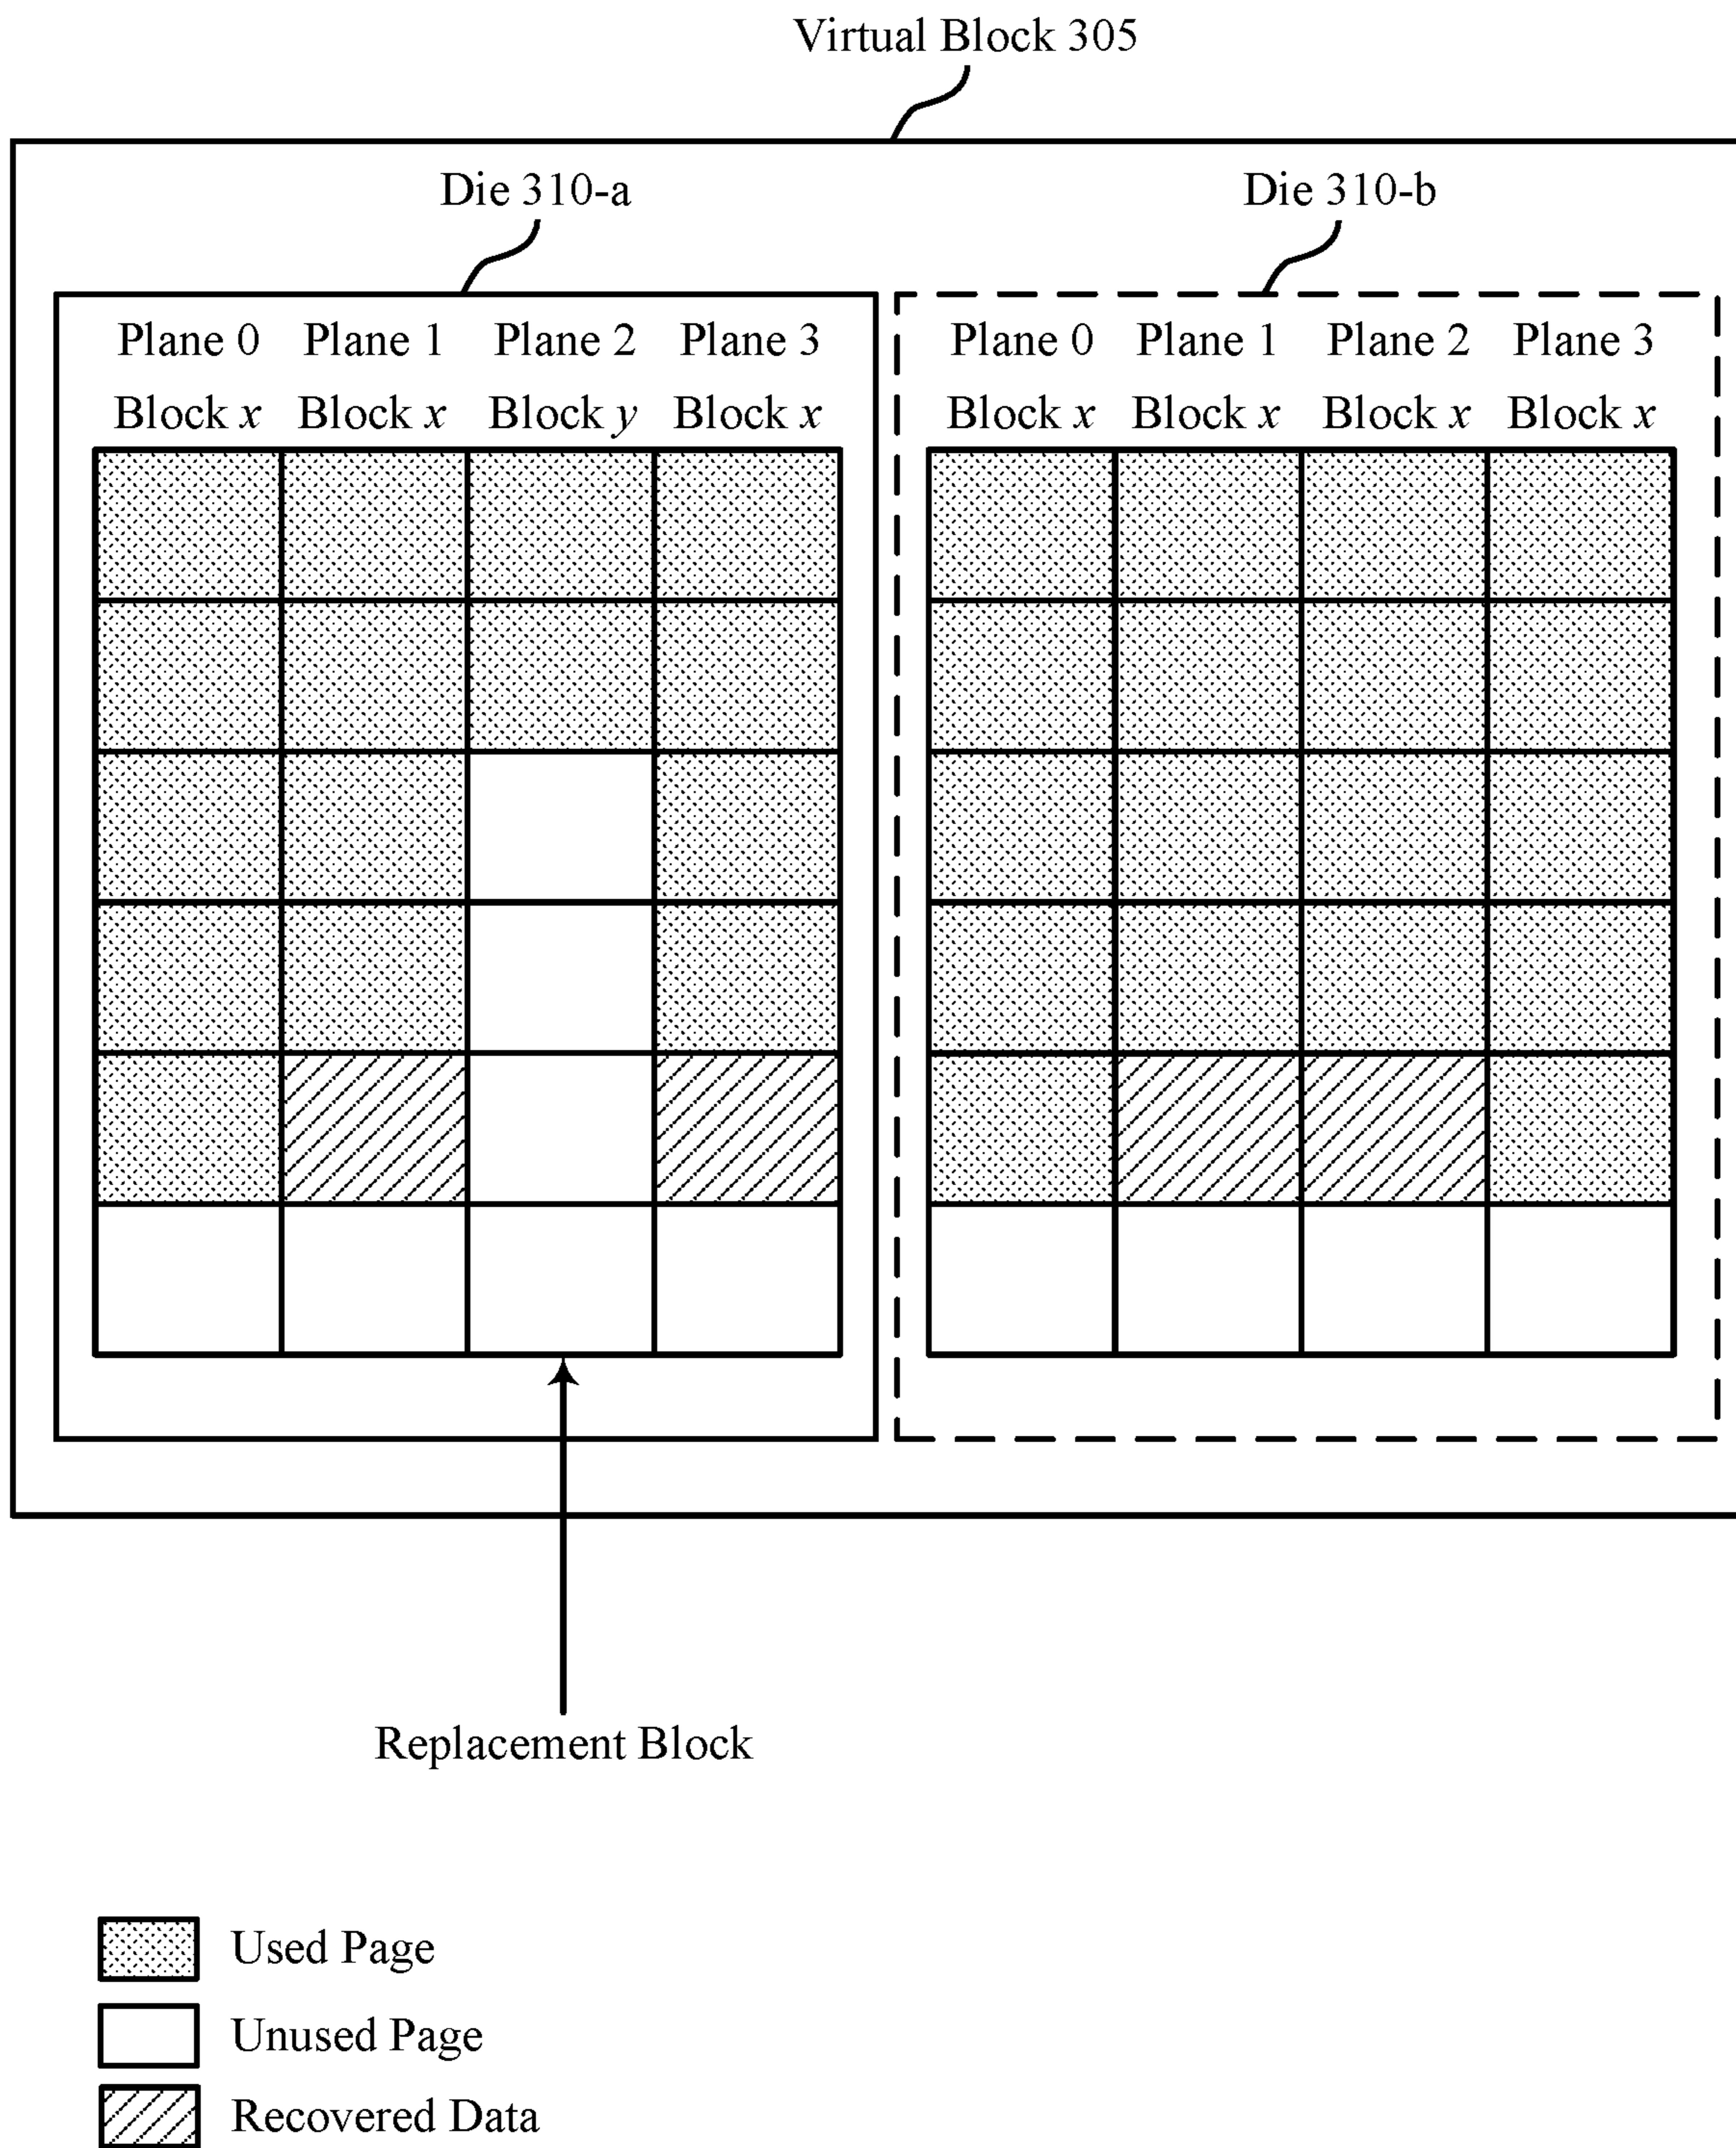 Virtual Block 305
Die 310-a
Die 310-b
Plane 0 Plane 1 Plane 2 Plane 3
Block x Block x Block y Block x
Plane 0 Plane 1 Plane 2 Plane 3
Block x Block x Block x Block x
Replacement Block
Used Page
Unused Page
Recovered Data